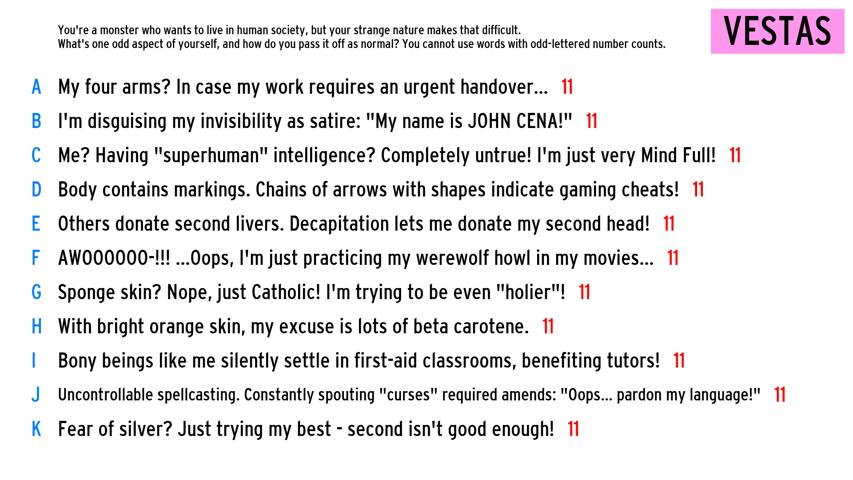 You're a monster who wants to live in human society, but your strange nature makes that difficult.
What's one odd aspect of yourself, and how do you pass it off as normal? You cannot use words with odd-lettered number counts.
VESTAS
A My four arms? In case my work requires an urgent handover... 11
B I'm disguising my invisibility as satire: "My name is JOHN CENA!" 11
C Me? Having "superhuman" intelligence? Completely untrue! I'm just very Mind Full! 11
D Body contains markings. Chains of arrows with shapes indicate gaming cheats! 11
E Others donate second livers. Decapitation lets me donate my second head! 11
F AWOOOOOO-!!! ...Oops, I'm just practicing my werewolf howl in my movies... 11
G Sponge skin? Nope, just Catholic! I'm trying to be even "holier"! 11
H With bright orange skin, my excuse is lots of beta carotene. 11
I Bony beings like me silently settle in first-aid classrooms, benefiting tutors! 11
J Uncontrollable spellcasting. Constantly spouting "curses" required amends: "Oops... pardon my language!" 11
K Fear of silver? Just trying my best - second isn't good enough! 11